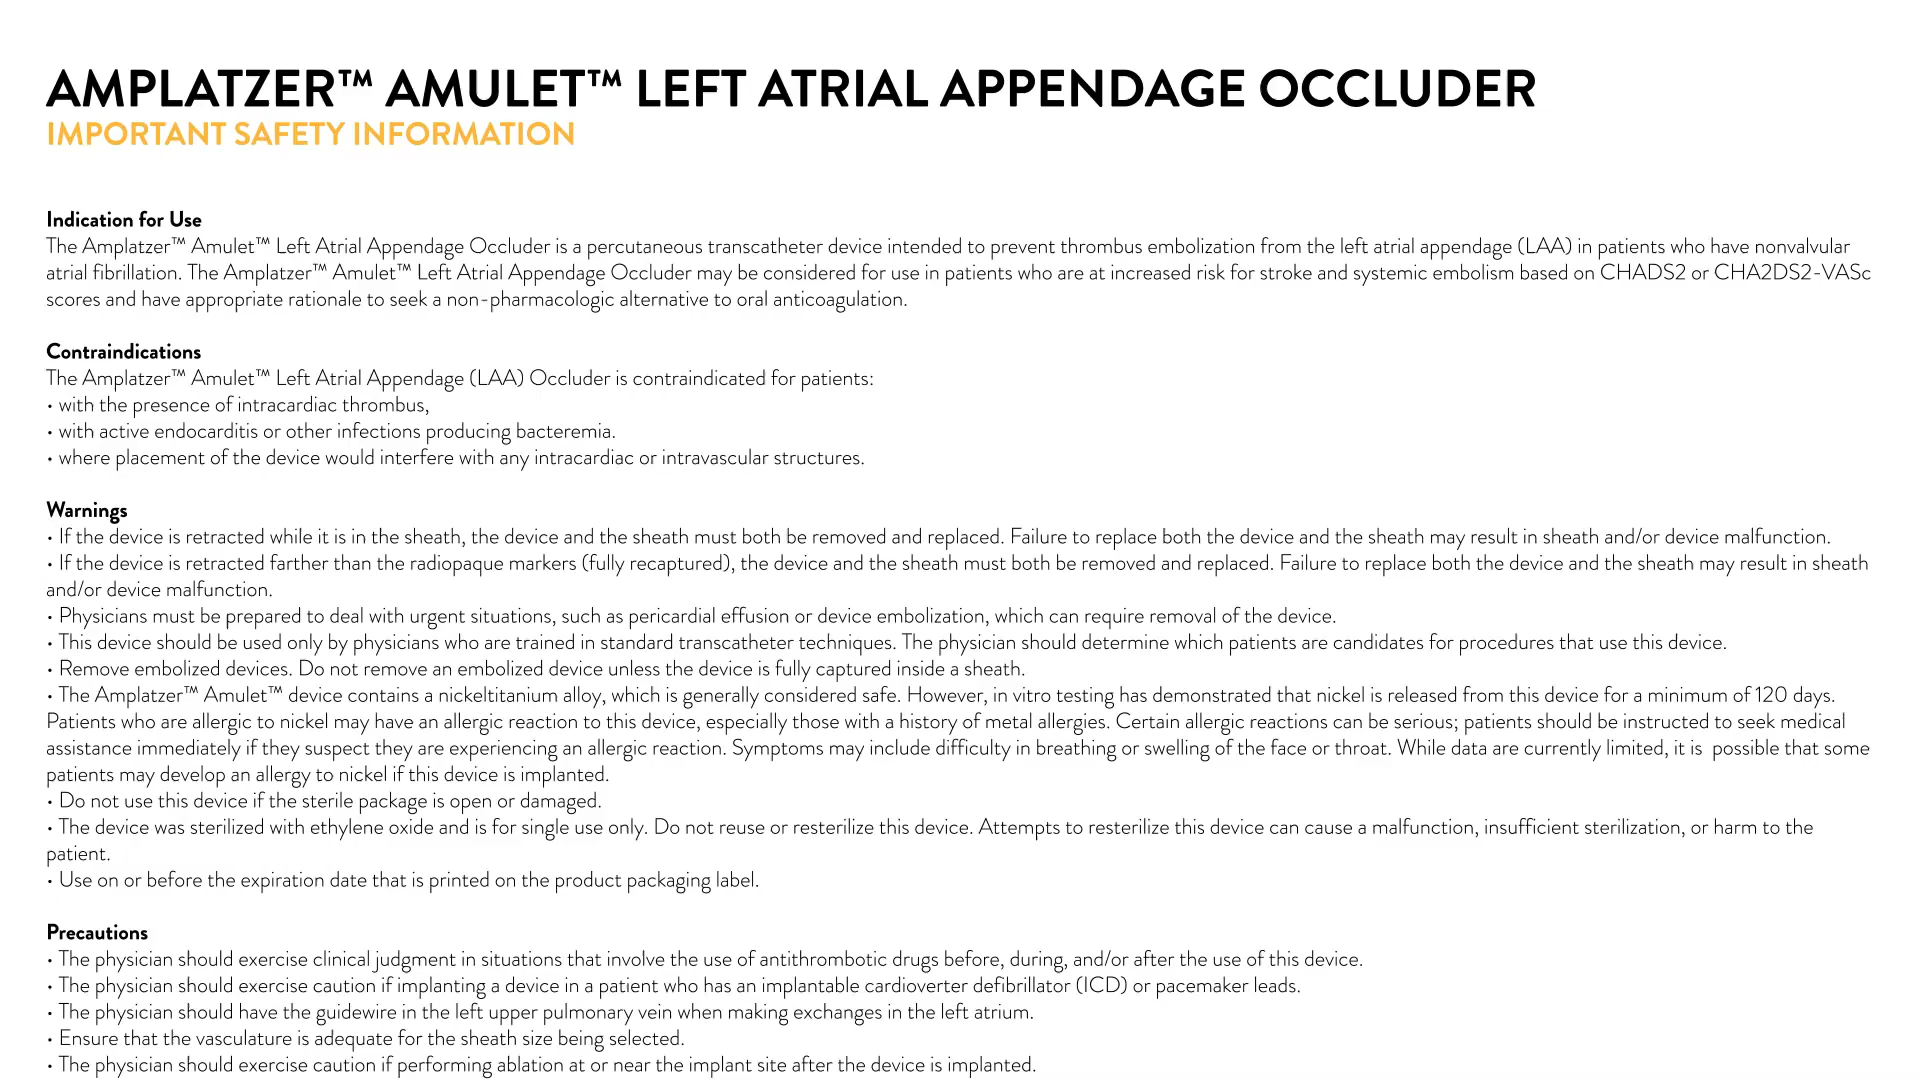 AMPLATZER™ AMULET™ LEFT ATRIAL APPENDAGE OCCLUDER
IMPORTANT SAFETY INFORMATION
Indication for Use
The Amplatzer™ Amulet™ Left Atrial Appendage Occluder is a percutaneous transcatheter device intended to prevent thrombus embolization from the left atrial appendage (LAA) in patients who have nonvalvular
atrial fibrillation. The Amplatzer™ Amulet™ Left Atrial Appendage Occluder may be considered for use in patients who are at increased risk for stroke and systemic embolism based on CHADS2 or CHA2DS2-VASc
scores and have appropriate rationale to seek a non-pharmacologic alternative to oral anticoagulation.
Contraindications
The Amplatzer™ Amulet™ Left Atrial Appendage (LAA) Occluder is contraindicated for patients:
• with the presence of intracardiac thrombus,
• with active endocarditis or other infections producing bacteremia.
• where placement of the device would interfere with any intracardiac or intravascular structures.
Warnings
• If the device is retracted while it is in the sheath, the device and the sheath must both be removed and replaced. Failure to replace both the device and the sheath may result in sheath and/or device malfunction.
• If the device is retracted farther than the radiopaque markers (fully recaptured), the device and the sheath must both be removed and replaced. Failure to replace both the device and the sheath may result in sheath
and/or device malfunction.
• Physicians must be prepared to deal with urgent situations, such as pericardial effusion or device embolization, which can require removal of the device.
• This device should be used only by physicians who are trained in standard transcatheter techniques. The physician should determine which patients are candidates for procedures that use this device.
• Remove embolized devices. Do not remove an embolized device unless the device is fully captured inside a sheath.
• The Amplatzer™ Amulet™ device contains a nickeltitanium alloy, which is generally considered safe. However, in vitro testing has demonstrated that nickel is released from this device for a minimum of 120 days.
Patients who are allergic to nickel may have an allergic reaction to this device, especially those with a history of metal allergies. Certain allergic reactions can be serious; patients should be instructed to seek medical
assistance immediately if they suspect they are experiencing an allergic reaction. Symptoms may include difficulty in breathing or swelling of the face or throat. While data are currently limited, it is possible that some
patients may develop an allergy to nickel if this device is implanted.
• Do not use this device if the sterile package is open or damaged.
• The device was sterilized with ethylene oxide and is for single use only. Do not reuse or resterilize this device. Attempts to resterilize this device can cause a malfunction, insufficient sterilization, or harm to the
patient.
• Use on or before the expiration date that is printed on the product packaging label.
Precautions
• The physician should exercise clinical judgment in situations that involve the use of antithrombotic drugs before, during, and/or after the use of this device.
• The physician should exercise caution if implanting a device in a patient who has an implantable cardioverter defibrillator (ICD) or pacemaker leads.
• The physician should have the guidewire in the left upper pulmonary vein when making exchanges in the left atrium.
• Ensure that the vasculature is adequate for the sheath size being selected.
• The physician should exercise caution if performing ablation at or near the implant site after the device is implanted.